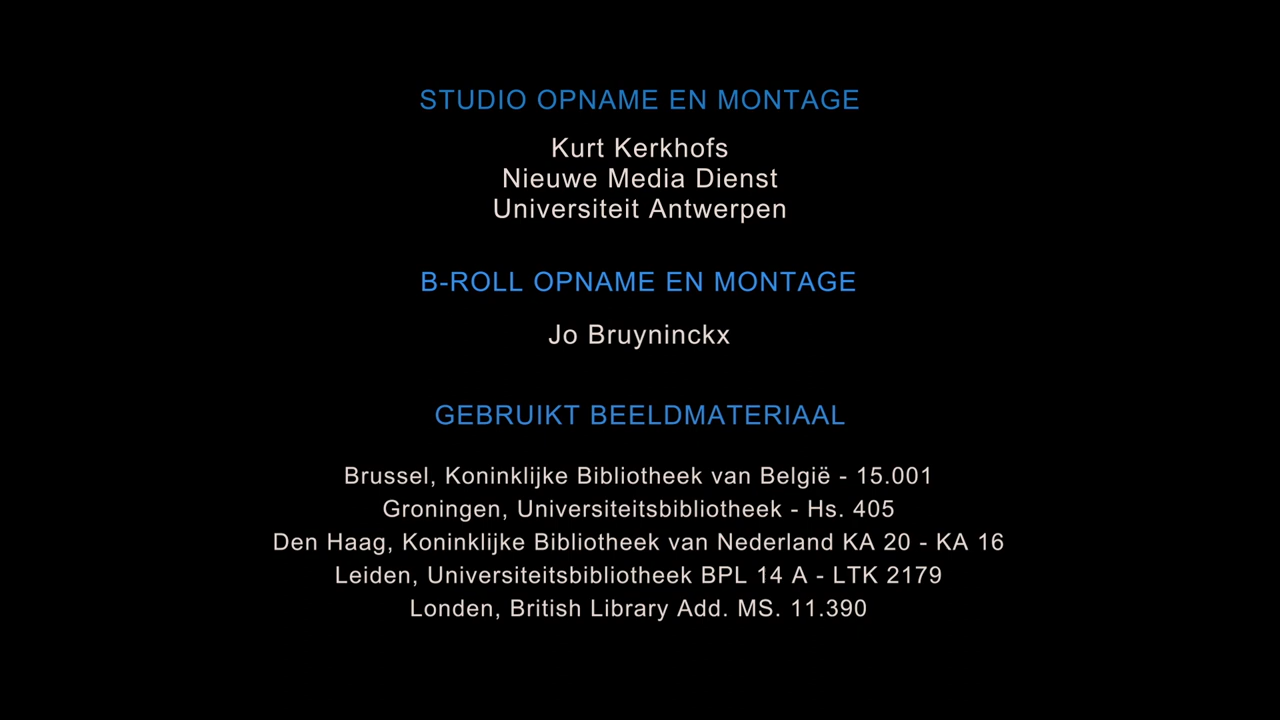 STUDIO OPNAME EN MONTAGE
Kurt Kerkhofs
Nieuwe Media Dienst
Universiteit Antwerpen
B-ROLL OPNAME EN MONTAGE
Jo Bruyninckx
GEBRUIKT BEELDMATERIAAL
Brussel, Koninklijke Bibliotheek van België - 15.001
Groningen, Universiteitsbibliotheek - Hs. 405
Den Haag, Koninklijke Bibliotheek van Nederland KA 20 - KA 16
Leiden, Universiteitsbibliotheek BPL 14 A - LTK 2179
Londen, British Library Add. MS. 11.390